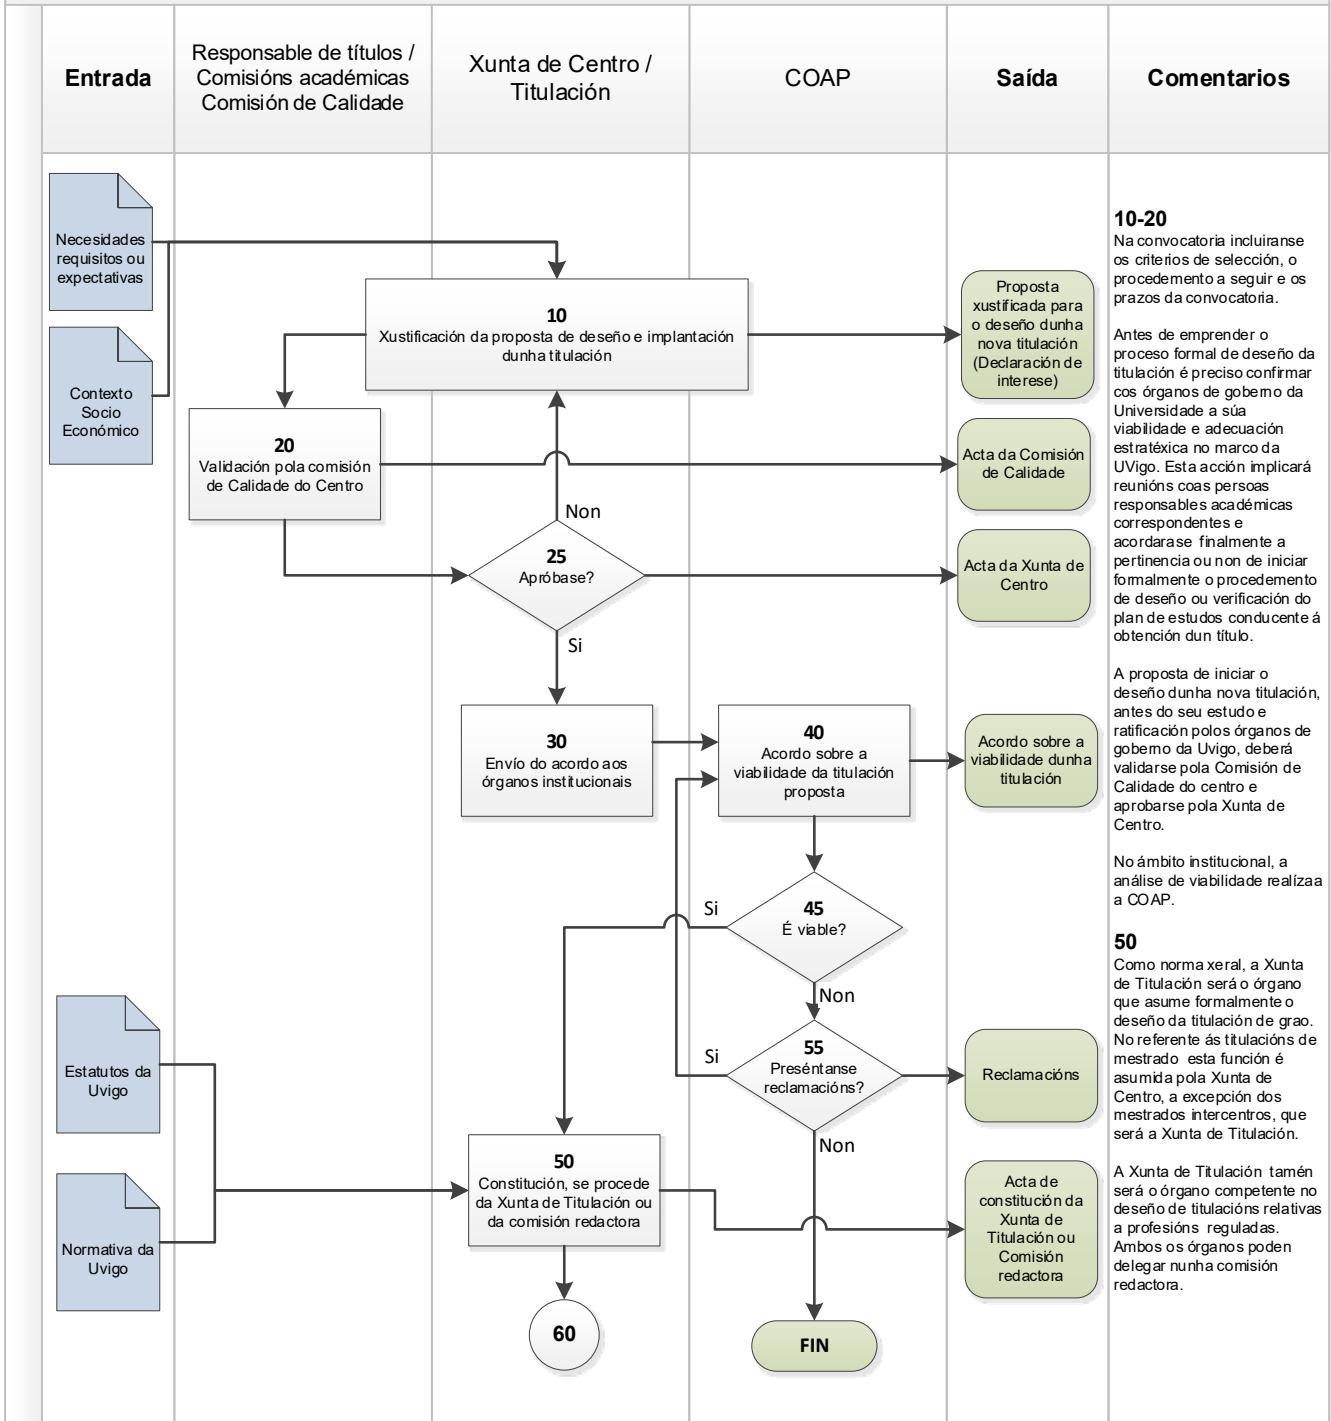 Entrada
Responsable de títulos /
Comisións académicas
Comisión de Calidade
Xunta de Centro /
Titulación
COAP
Saída
Comentarios
Necesidades
requisitos ou
expectativas
Contexto
Socio
Económico
10
Xustificación da proposta de deseño e implantación
dunha titulación
Proposta
xustificada para
o deseño dunha
nova titulación
(Declaración de
interese)
20
Validación pola comisión
de Calidade do Centro
Acta da Comisión
de Calidade
Non
25
Apróbase?
Acta da Xunta de
Centro
Si
30
Envío do acordo aos
órganos institucionais
40
Acordo sobre a
viabilidade da titulación
proposta
Acordo sobre a
viabilidade dunha
titulación
Si
45
É viable?
Non
Estatutos da
Uvigo
Si
55
Preséntanse
reclamacións?
Reclamacións
Non
Normativa da
Uvigo
50
Constitución, se procede
da Xunta de Titulación ou
da comisión redactora
Acta de
constitución da
Xunta de
Titulación ou
Comisión
redactora
60
FIN
10-20
Na convocatoria incluiranse
os criterios de selección, o
procedemento a seguir e os
prazos da convocatoria.
Antes de emprender o
proceso formal de deseño da
titulación é preciso confirmar
cos órganos de goberno da
Universidade a súa
viabilidade e adecuación
estratéxica no marco da
UVigo. Esta acción implicará
reunións coas persoas
responsables académicas
correspondentes e
acordarase finalmente a
pertinencia ou non de iniciar
formalmente o procedemento
de deseño ou verificación do
plan de estudos conducente á
obtención dun título.
A proposta de iniciar o
deseño dunha nova titulación,
antes do seu estudo e
ratificación polos órganos de
goberno da Uvigo, deberá
validarse pola Comisión de
Calidade do centro e
aprobarse pola Xunta de
Centro.
No ámbito institucional, a
análise de viabilidade realízaa
a COAP.
50
Como norma xeral, a Xunta
de Titulación será o órgano
que asume formalmente o
deseño da titulación de grao.
No referente ás titulacións de
mestrado esta función é
asumida pola Xunta de
Centro, a excepción dos
mestrados intercentros, que
será a Xunta de Titulación.
A Xunta de Titulación tamén
será o órgano competente no
deseño de titulacións relativas
a profesións reguladas.
Ambos os órganos poden
delegar nunha comisión
redactora.